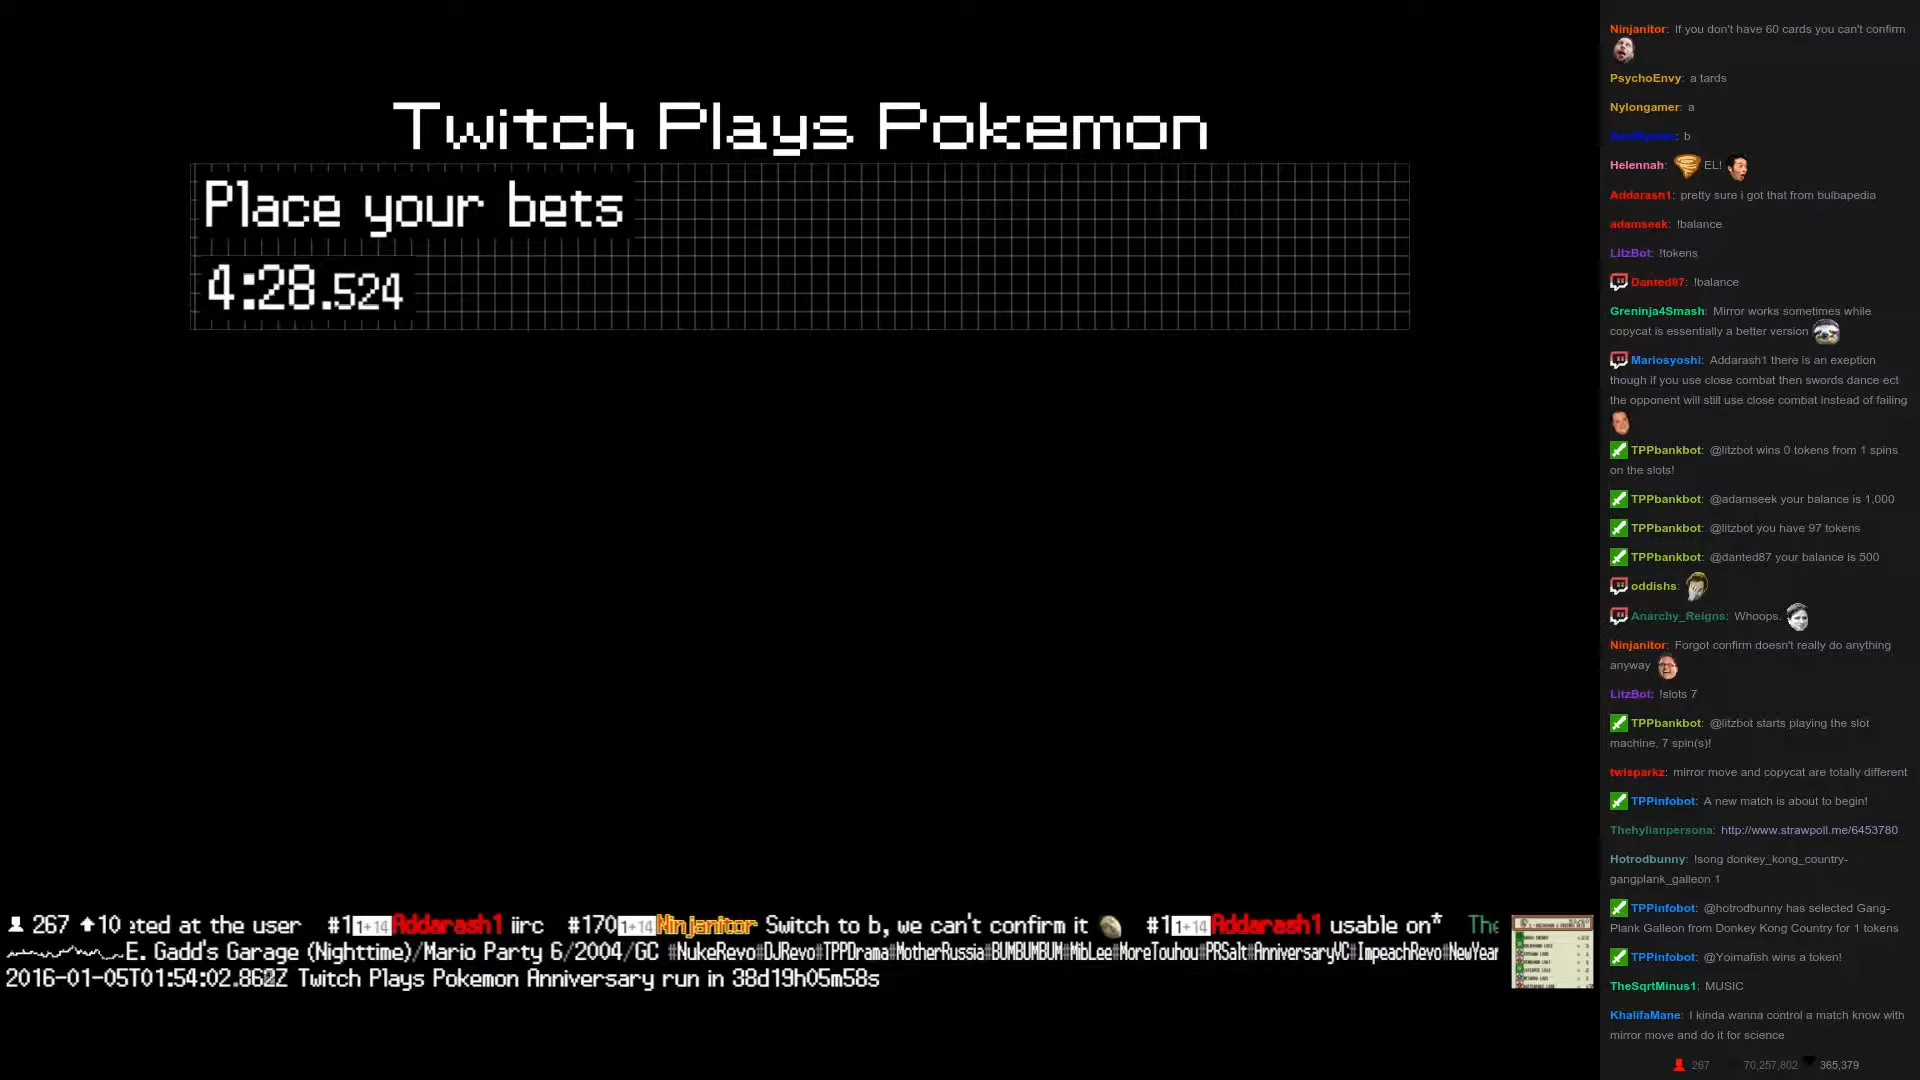 Twitch Plays Pokemon
Place your bets
4:28.524
267 10 :ted at the user #1 1+14 Addarash1 iirc #170 1+14 Ninjanitor Switch to b, we can't confirm it #1 1+14 Addarash1 usable on* The
E. Gadd's Garage (Nighttime)/Mario Party 6/2004/GC #NukeRevo#DJRevo#TPPDrama#MotherRussia#BUMBUMBUM#MibLee#MoreTouhou#PRSalt#AnniversaryVC#ImpeachRevo#NewYear
Twitch Plays Pokemon Anniversary run in 38d19h05m58s
Ninjanitor: If you don't have 60 cards you can't confirm
PsychoEnvy: a tards
Nylongamer: a
b
Helennah: EL!
Addarash1: pretty sure i got that from bulbapedia
adamseek: !balance
LitzBot: !tokens
Danted87: !balance
Greninja4Smash: Mirror works sometimes while
copycat is essentially a better version
Mariosyoshi: Addarash1 there is an exeption
though if you use close combat then swords dance ect
the opponent will still use close combat instead of failing
TPPbankbot: @litzbot wins 0 tokens from 1 spins
on the slots!
TPPbankbot: @adamseek your balance is 1,000
TPPbankbot: @litzbot you have 97 tokens
TPPbankbot: @danted87 your balance is 500
oddishs:
Anarchy_Reigns: Whoops.
Ninjanitor: Forgot confirm doesn't really do anything
anyway
LitzBot: !slots 7
TPPbankbot: @litzbot starts playing the slot
machine, 7 spin(s)!
twisparkz: mirror move and copycat are totally different
TPPinfobot: A new match is about to begin!
Thehylianpersona: http://www.strawpoll.me/6453780
Hotrodbunny: !song donkey_kong_country-
gangplank_galleon 1
TPPinfobot: @hotrodbunny has selected Gang-
Plank Galleon from Donkey Kong Country for 1 tokens
TPPinfobot: @Yoimafish wins a token!
TheSqrtMinus1: MUSIC
KhalifaMane: I kinda wanna control a match know with
mirror move and do it for science
267 70,257,802 365,379